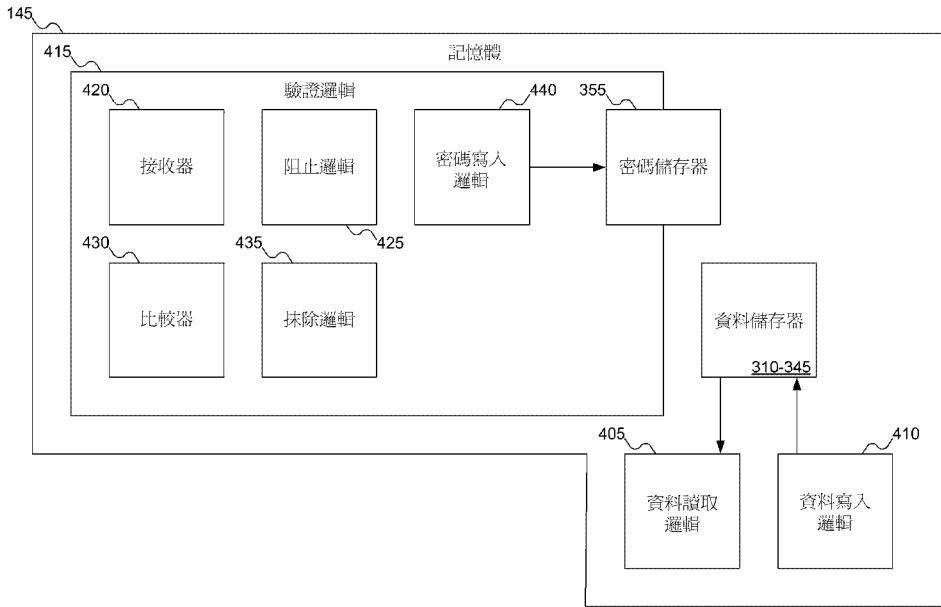 145
記憶體
415
驗證邏輯
420
接收器
阻止邏輯
425
440
密碼寫入
邏輯
355
密碼儲存器
430
比較器
435
抹除邏輯
資料儲存器
310-345
405
資料讀取
邏輯
410
資料寫入
邏輯